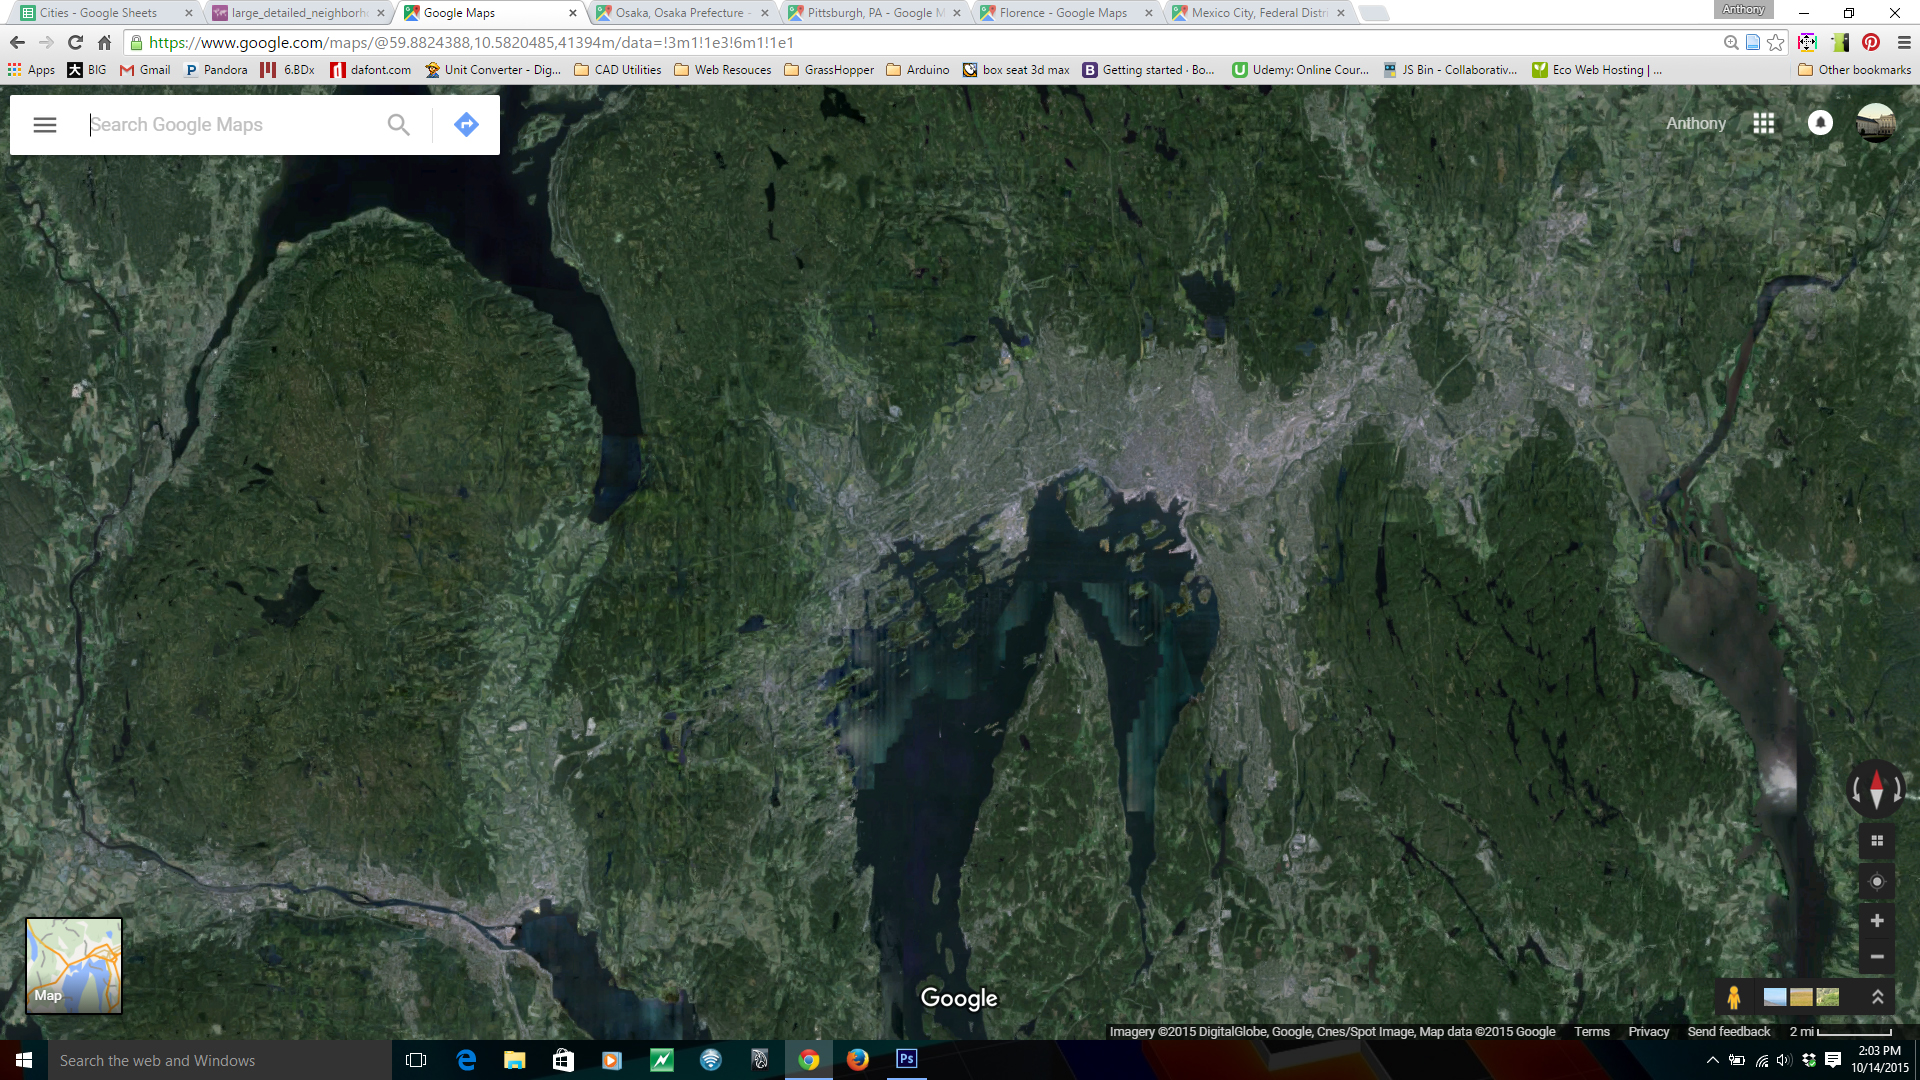 Cities - Google Sheets
large_detailed_neighborh
Google Maps
Osaka, Osaka Prefecture -
Pittsburgh, PA - Google M
Florence - Google Maps
Mexico City, Federal Distri
Anthony
https://www.google.com/maps/@59.8824388,10.5820485,41394m/data=!3m1!1e3!6m1!1e1
Apps
BIG
Gmail
Pandora
6.BDx
dafont.com
Unit Converter - Dig...
CAD Utilities
Web Resouces
GrassHopper
Arduino
box seat 3d max
Getting started · Bo...
Udemy: Online Cour...
JS Bin - Collaborativ...
Eco Web Hosting | ...
Other bookmarks
Search Google Maps
Anthony
Map
Google
Imagery ©2015 DigitalGlobe, Google, Cnes/Spot Image, Map data ©2015 Google
Terms
Privacy
Send feedback
2 mi
Search the web and Windows
Ps
2:03 PM
10/14/2015